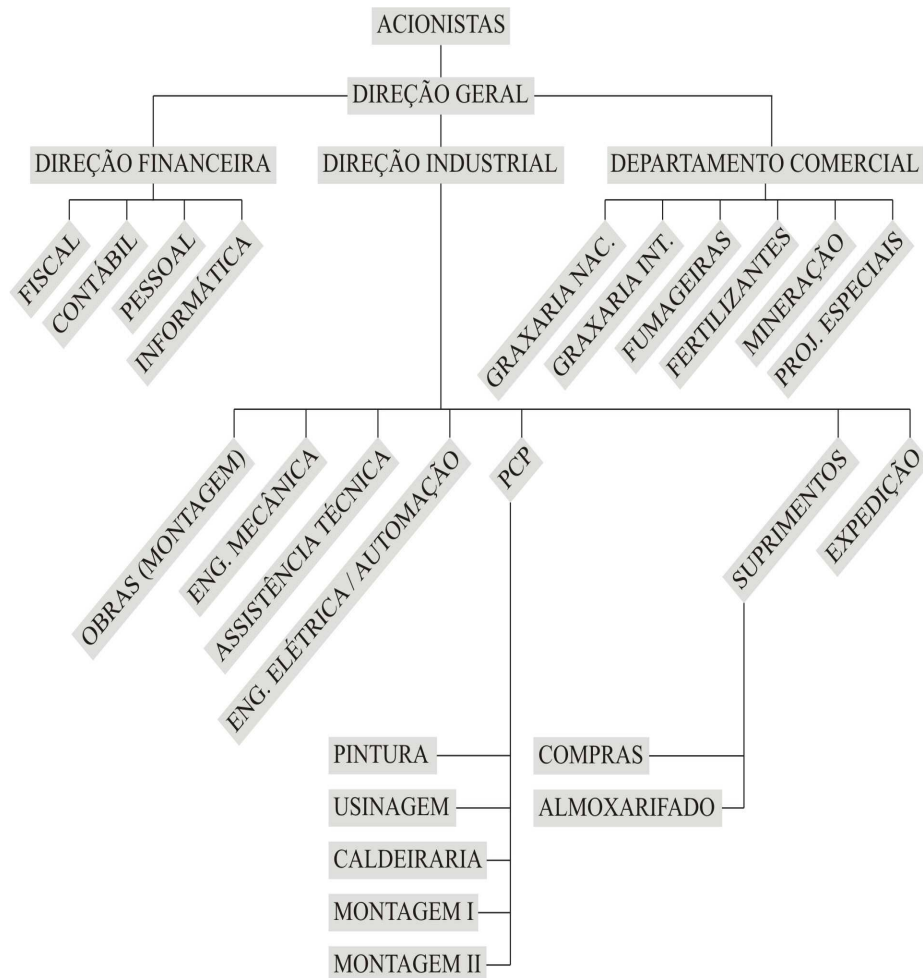 ACIONISTAS
DIREÇÃO GERAL
DIREÇÃO FINANCEIRA
DIREÇÃO INDUSTRIAL
DEPARTAMENTO COMERCIAL
FISCAL
CONTÁBIL
PESSOAL
INFORMÁTICA
GRAXARIA NAC.
GRAXARIA INT.
FUMAGEIRAS
FERTILIZANTES
MINERAÇÃO
PROJ. ESPECIAIS
OBRAS (MONTAGEM)
ENG. MECÂNICA
ASSISTÊNCIA TÉCNICA
ENG. ELÉTRICA / AUTOMAÇÃO
PCP
SUPRIMENTOS
EXPEDIÇÃO
PINTURA
USINAGEM
CALDEIRARIA
MONTAGEM I
MONTAGEM II
COMPRAS
ALMOXARIFADO